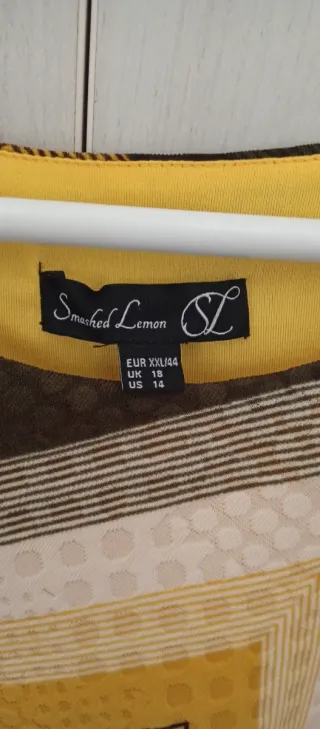 Smashed Lemon SL
EUR XXL/44
UK 18
US 14